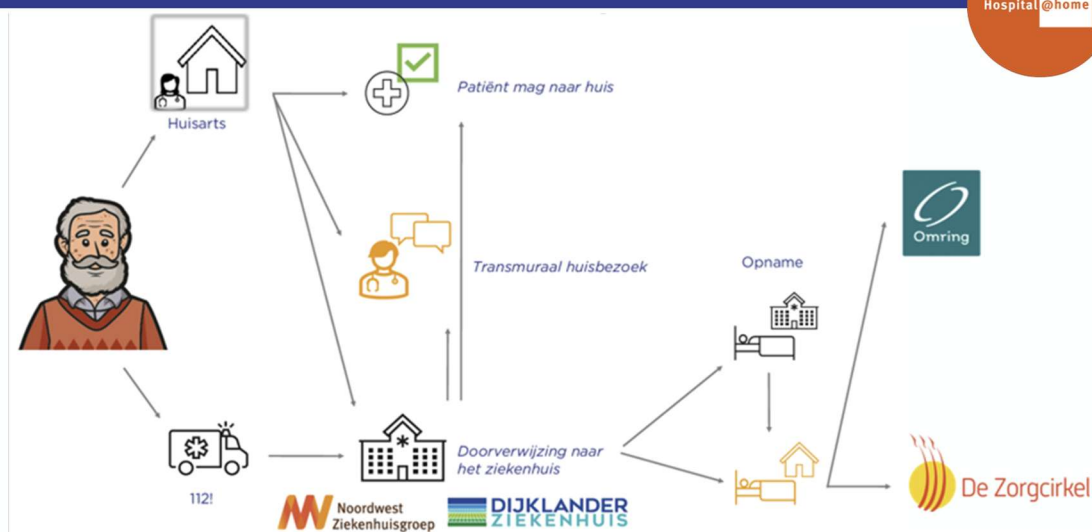 Hospital@home
Huisarts
Patiënt mag naar huis
Transmuraal huisbezoek
Opname
Omring
112!
Doorverwijzing naar
het ziekenhuis
Noordwest
Ziekenhuisgroep
DIJKLANDER
ZIEKENHUIS
De Zorgcirkel